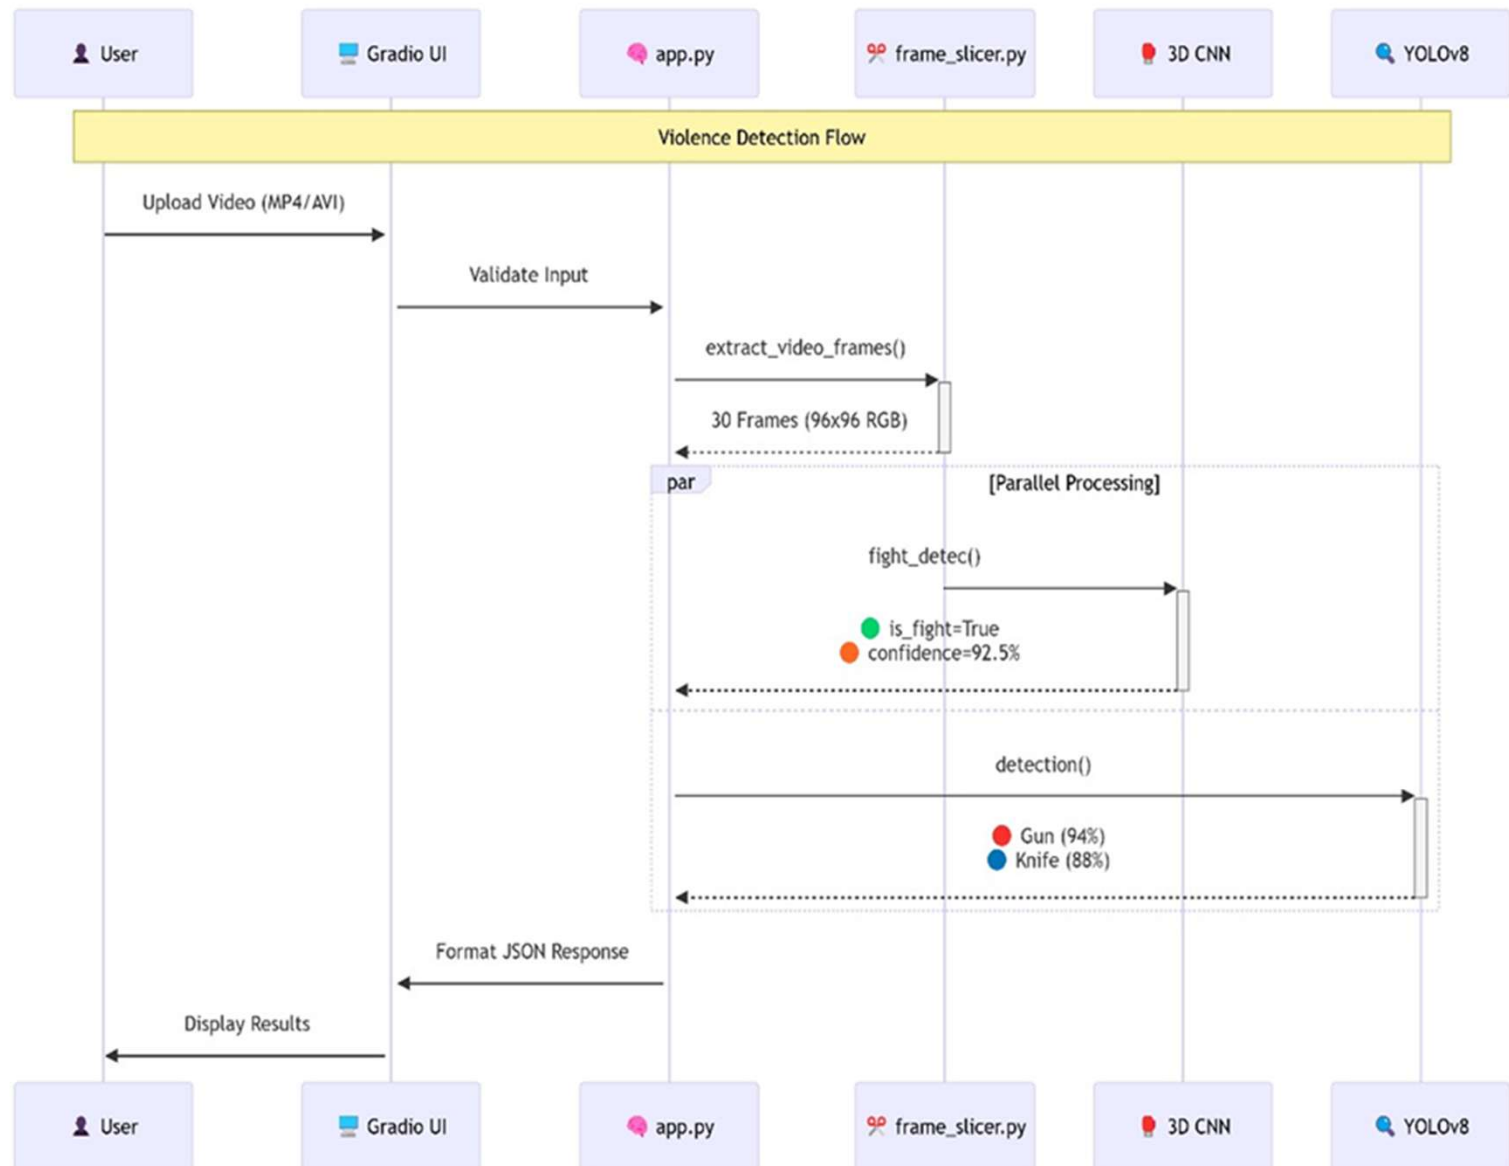 User
Gradio UI
app.py
frame_slicer.py
3D CNN
YOLOv8
Violence Detection Flow
Upload Video (MP4/AVI)
Validate Input
extract_video_frames()
30 Frames (96x96 RGB)
par
[Parallel Processing]
fight_detec()
is_fight=True
confidence=92.5%
detection()
Gun (94%)
Knife (88%)
Format JSON Response
Display Results
User
Gradio UI
app.py
frame_slicer.py
3D CNN
YOLOv8